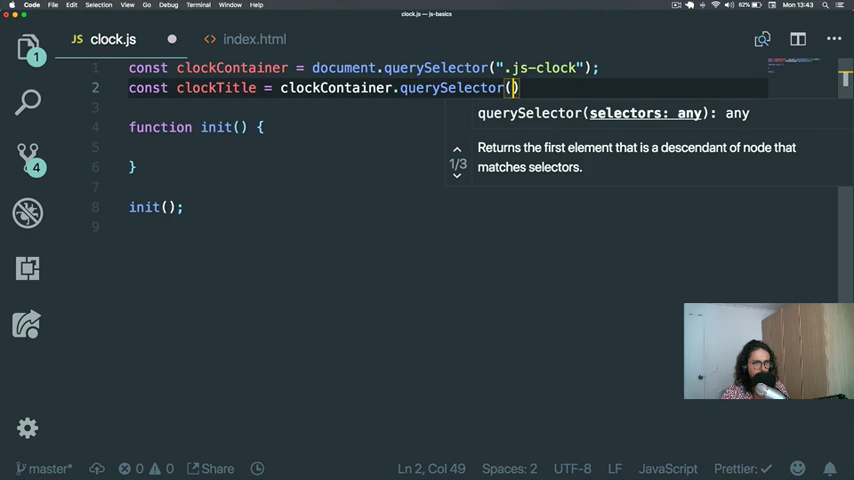 Code File Edit Selection View Go Debug Terminal Window Help 62% Mon 13:43
clock.js — js-basics
JS clock.js
<> index.html
1 const clockContainer = document.querySelector(".js-clock");
2 const clockTitle = clockContainer.querySelector()
3
querySelector(selectors: any): any
4 function init() {
5
1/3
Returns the first element that is a descendant of node that
matches selectors.
6 }
7
8 init();
9
1
4
master* 0 0 Share Ln 2, Col 49 Spaces: 2 UTF-8 LF JavaScript Prettier: ✓